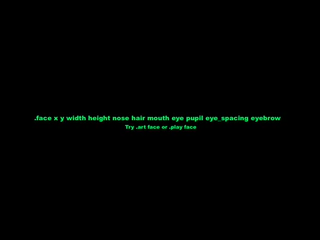 .face x y width height nose hair mouth eye pupil eye_spacing eyebrow
Try .art face or .play face